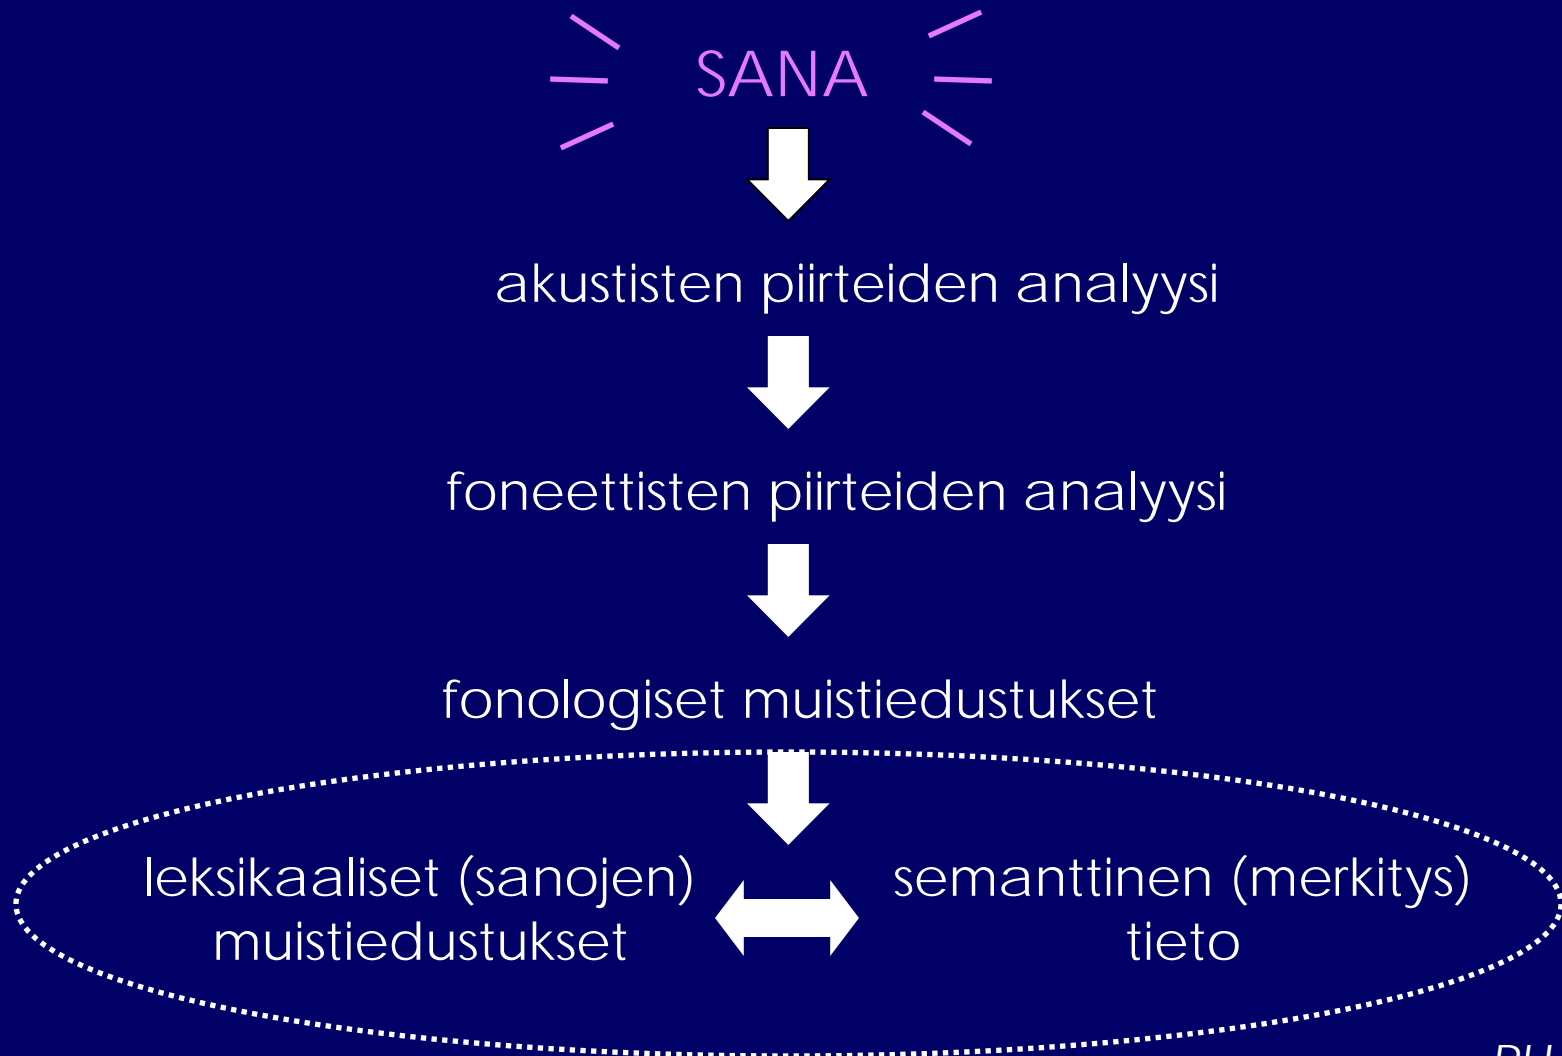 SANA
akustisten piirteiden analyysi
foneettisten piirteiden analyysi
fonologiset muistiedustukset
leksikaaliset (sanojen)
muistiedustukset
semanttinen (merkitys)
tieto